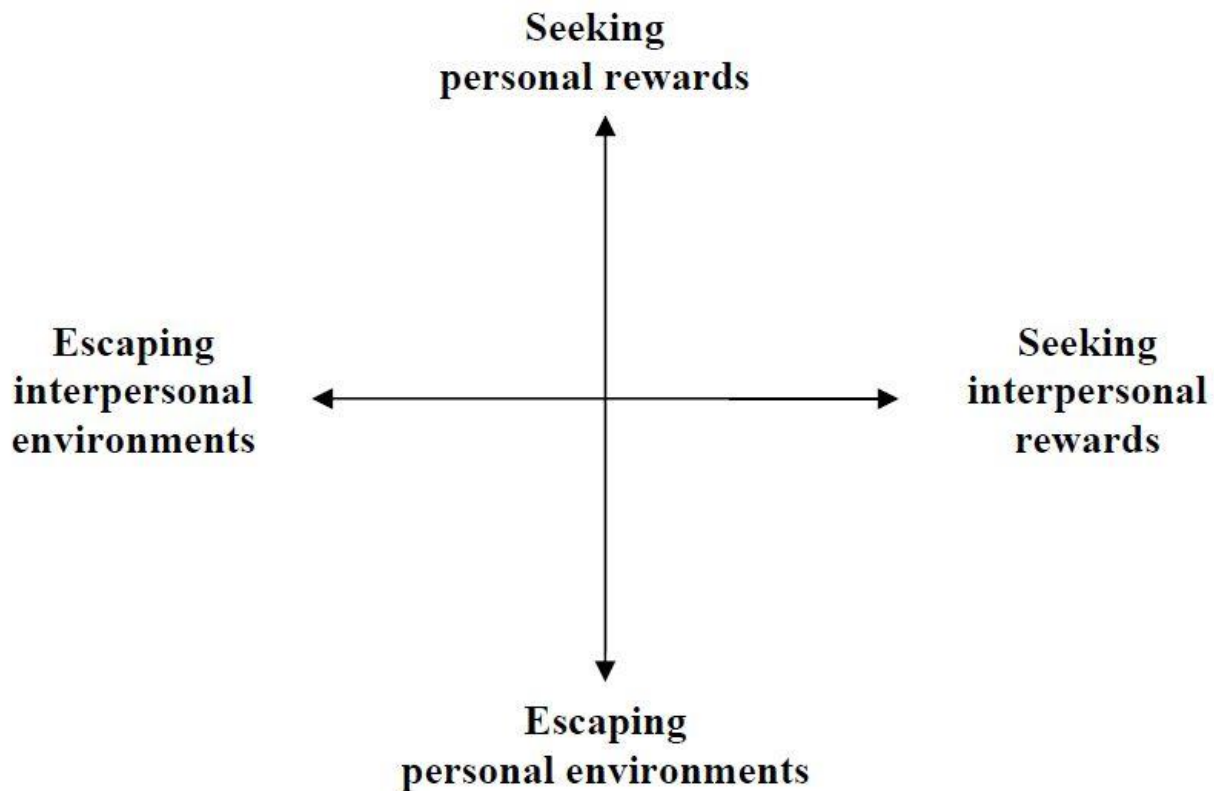 Seeking
personal rewards
Escaping
interpersonal
environments
Seeking
interpersonal
rewards
Escaping
personal environments